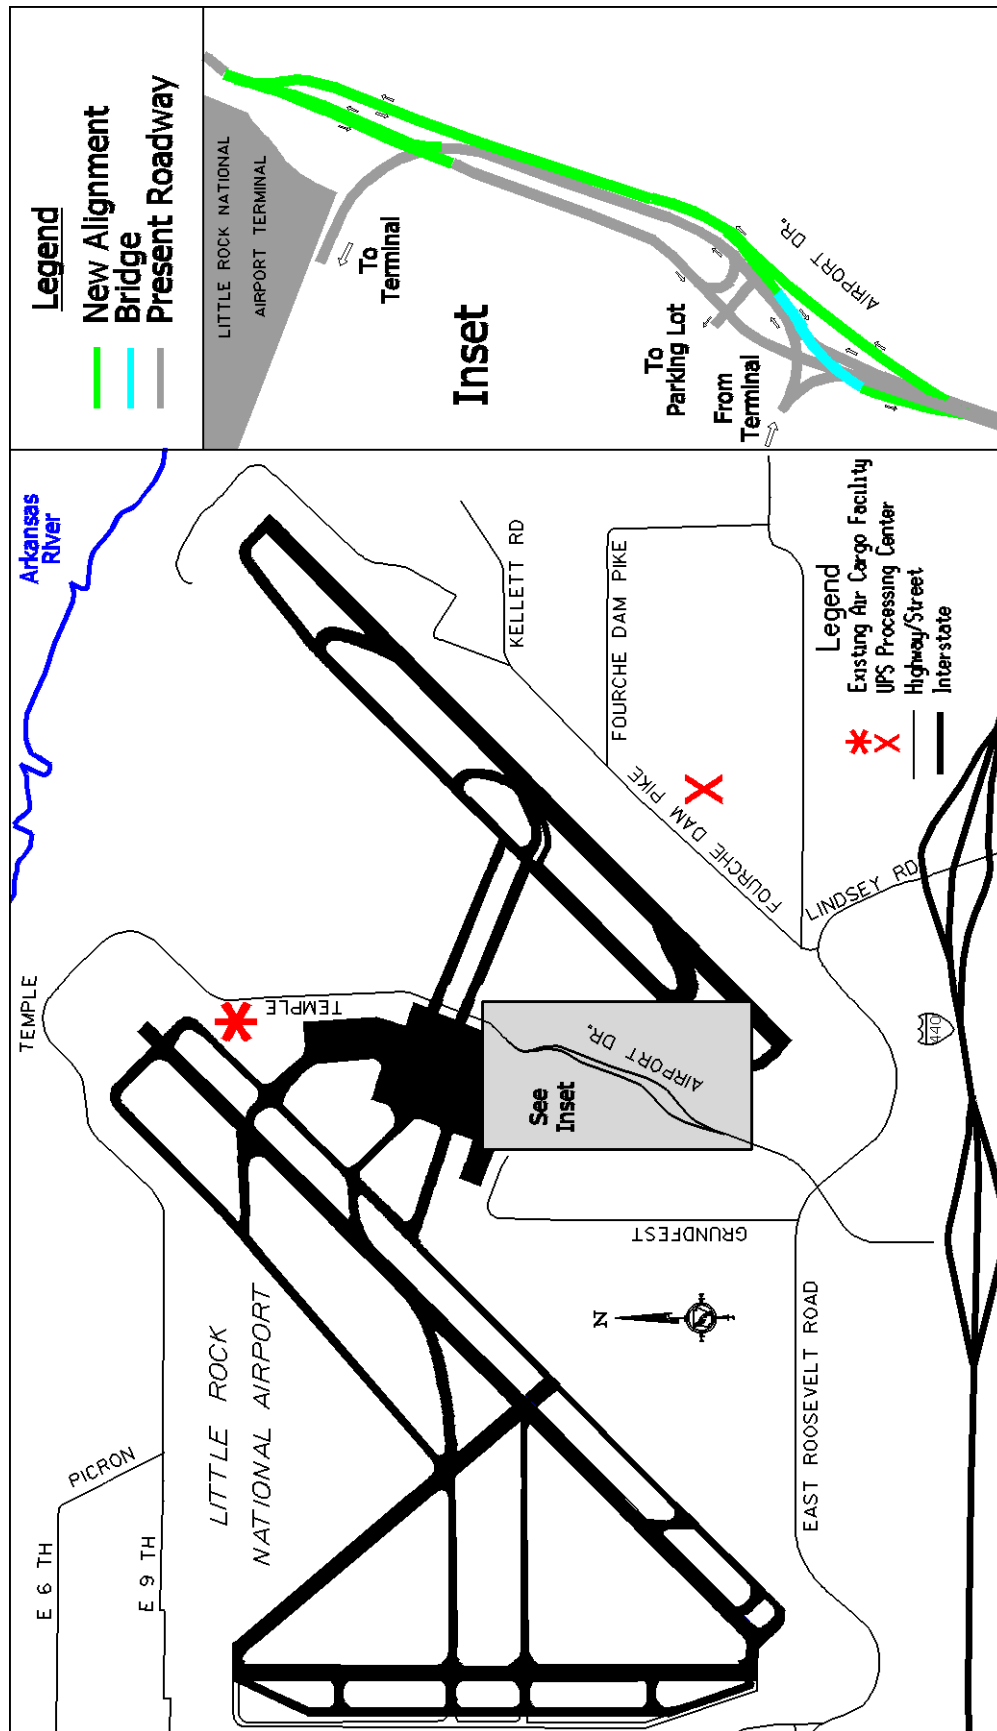 Legend
New Alignment
Bridge
Present Roadway
LITTLE ROCK NATIONAL
AIRPORT TERMINAL
To
Terminal
Inset
To
Parking Lot
From
Terminal
AIRPORT DR.
Arkansas
River
TEMPLE
TEMPLE
KELLETT RD
FOURCHE DAM PIKE
FOURCHE DAM PIKE
LINDSEY RD
Legend
Existing Air Cargo Facility
UPS Processing Center
Highway/Street
Interstate
440
AIRPORT DR.
See
Inset
GRUNDFEST
N
EAST ROOSEVELT ROAD
LITTLE ROCK
NATIONAL AIRPORT
PICRON
E 6 TH
E 9 TH